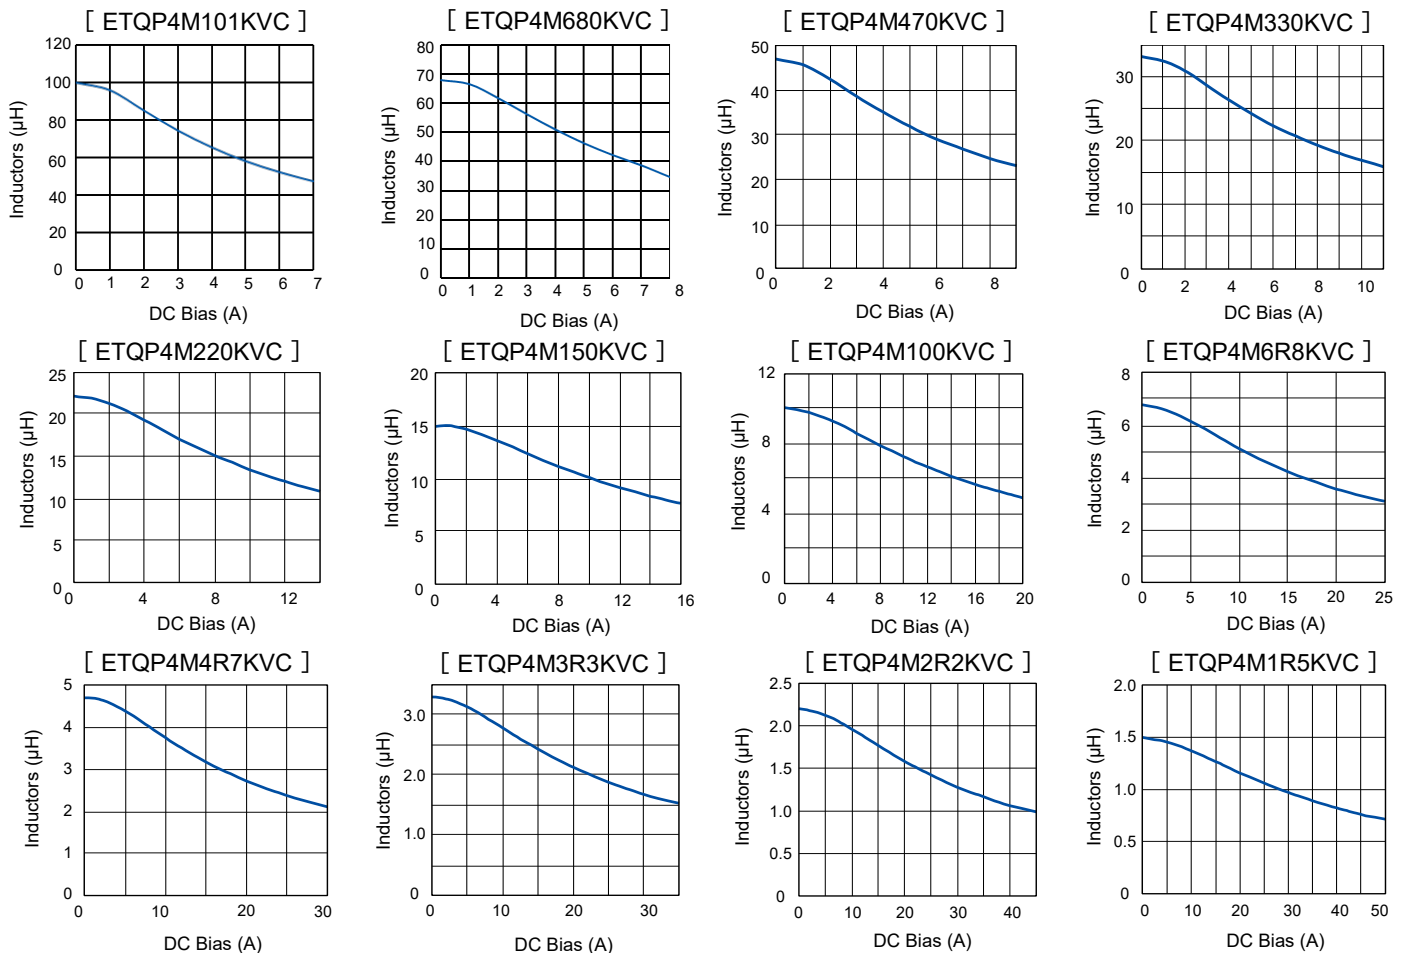 [ ETQP4M101KVC ]
120
100
80
60
40
20
0
0 1 2 3 4 5 6 7
Inductors (µH)
DC Bias (A)
[ ETQP4M680KVC ]
80
70
60
50
40
30
20
10
0
0 1 2 3 4 5 6 7 8
Inductors (µH)
DC Bias (A)
[ ETQP4M470KVC ]
50
40
30
20
10
0
0 2 4 6 8
Inductors (µH)
DC Bias (A)
[ ETQP4M330KVC ]
30
20
10
0
0 2 4 6 8 10
Inductors (µH)
DC Bias (A)
[ ETQP4M220KVC ]
25
20
15
10
5
0
0 4 8 12
Inductors (µH)
DC Bias (A)
[ ETQP4M150KVC ]
20
15
10
5
0
0 4 8 12 16
Inductors (µH)
DC Bias (A)
[ ETQP4M100KVC ]
12
8
4
0
0 4 8 12 16 20
Inductors (µH)
DC Bias (A)
[ ETQP4M6R8KVC ]
8
6
4
2
0
0 5 10 15 20 25
Inductors (µH)
DC Bias (A)
[ ETQP4M4R7KVC ]
5
4
3
2
1
0
0 10 20 30
Inductors (µH)
DC Bias (A)
[ ETQP4M3R3KVC ]
3.0
2.0
1.0
0
0 10 20 30
Inductors (µH)
DC Bias (A)
[ ETQP4M2R2KVC ]
2.5
2.0
1.5
1.0
0.5
0
0 10 20 30 40
Inductors (µH)
DC Bias (A)
[ ETQP4M1R5KVC ]
2.0
1.5
1.0
0.5
0
0 10 20 30 40 50
Inductors (µH)
DC Bias (A)